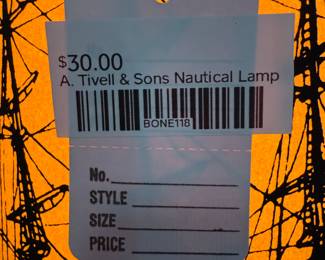 $30.00
A. Tivell & Sons Nautical Lamp
BONE118
No.
STYLE
SIZE
PRICE